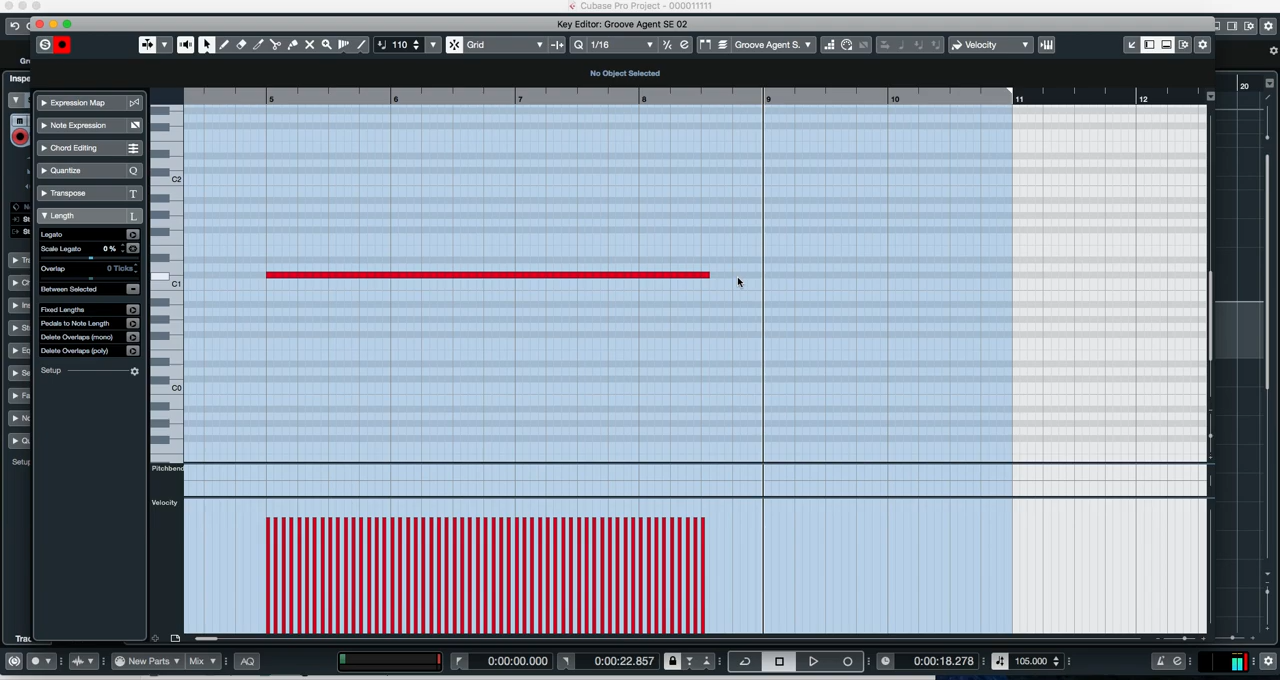 Cubase Pro Project - 000011111
Key Editor: Groove Agent SE 02
110
Grid
Q
1/16
Groove Agent S.
Velocity
No Object Selected
Gr
Inspe
m
Expression Map
Note Expression
Chord Editing
Quantize
Q
Transpose
T
Length
L
Legato
Scale Legato 0 %
Overlap 0 Ticks
Between Selected
Fixed Lengths
Pedals to Note Length
Delete Overlaps (mono)
Delete Overlaps (poly)
Setup
5 6 7 8 9 10 11 12
20
C2
C1
C0
Pitchbend
Velocity
Setup
Trac
New Parts
Mix
AQ
0:00:00.000
0:00:22.857
0:00:18.278
105.000